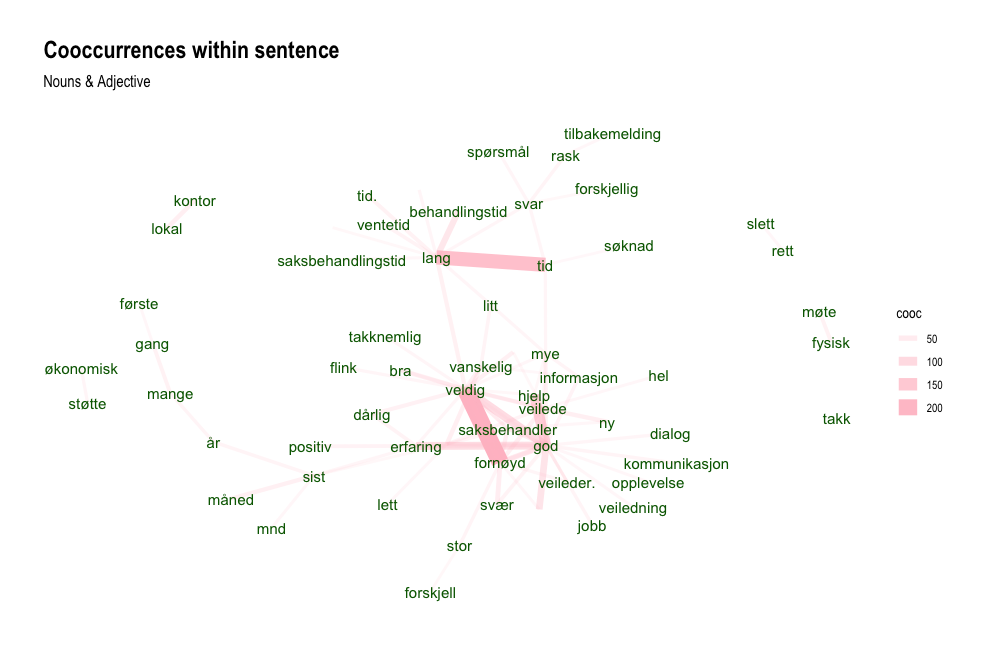 Cooccurrences within sentence
Nouns & Adjective
tilbakemelding
spørsmål
rask
forskjellig
tid.
kontor
svar
behandlingstid
slett
ventetid
lokal
søknad
rett
lang
saksbehandlingstid
tid
første
litt
møte
cooc
takknemlig
50
gang
fysisk
mye
100
økonomisk
flink
bra
vanskelig
hel
informasjon
150
veldig
mange
hjelp
støtte
veilede
200
dårlig
takk
ny
saksbehandler
dialog
år
positiv
erfaring
god
fornøyd
kommunikasjon
sist
veileder.
opplevelse
måned
lett
svær
veiledning
mnd
jobb
stor
forskjell